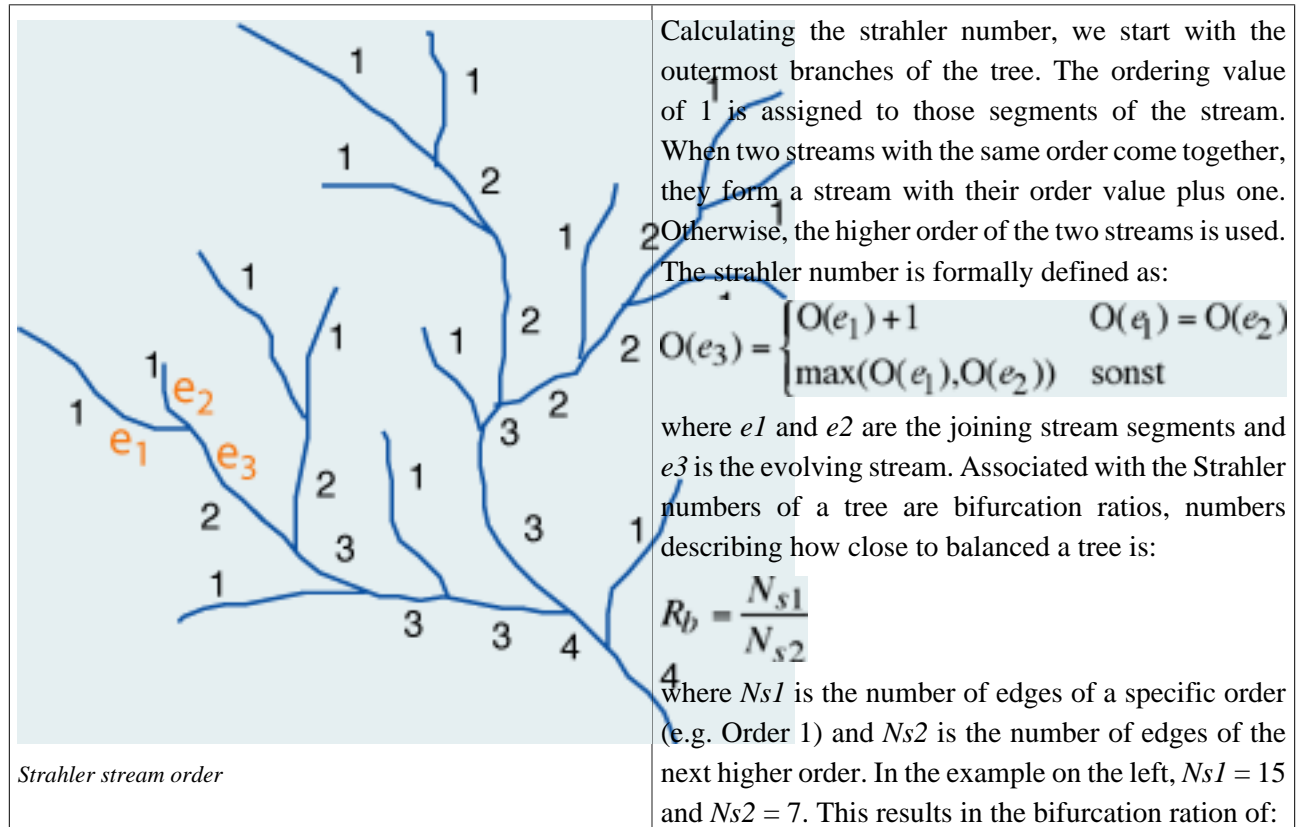 1
1
1
1
2
1
1
2
1
1
2
1
1
2
1
e2
2
1
3
e1
e3
1
2
2
3
1
3
1
3
3
4
4
Strahler stream order
Calculating the strahler number, we start with the
outermost branches of the tree. The ordering value
of 1 is assigned to those segments of the stream.
When two streams with the same order come together,
they form a stream with their order value plus one.
Otherwise, the higher order of the two streams is used.
The strahler number is formally defined as:
O(e1)+1 O(e1) = O(e2)
O(e3) = {
max(O(e1),O(e2)) sonst
where e1 and e2 are the joining stream segments and
e3 is the evolving stream. Associated with the Strahler
numbers of a tree are bifurcation ratios, numbers
describing how close to balanced a tree is:
Rb = Ns1
Ns2
where Ns1 is the number of edges of a specific order
(e.g. Order 1) and Ns2 is the number of edges of the
next higher order. In the example on the left, Ns1 = 15
and Ns2 = 7. This results in the bifurcation ration of: